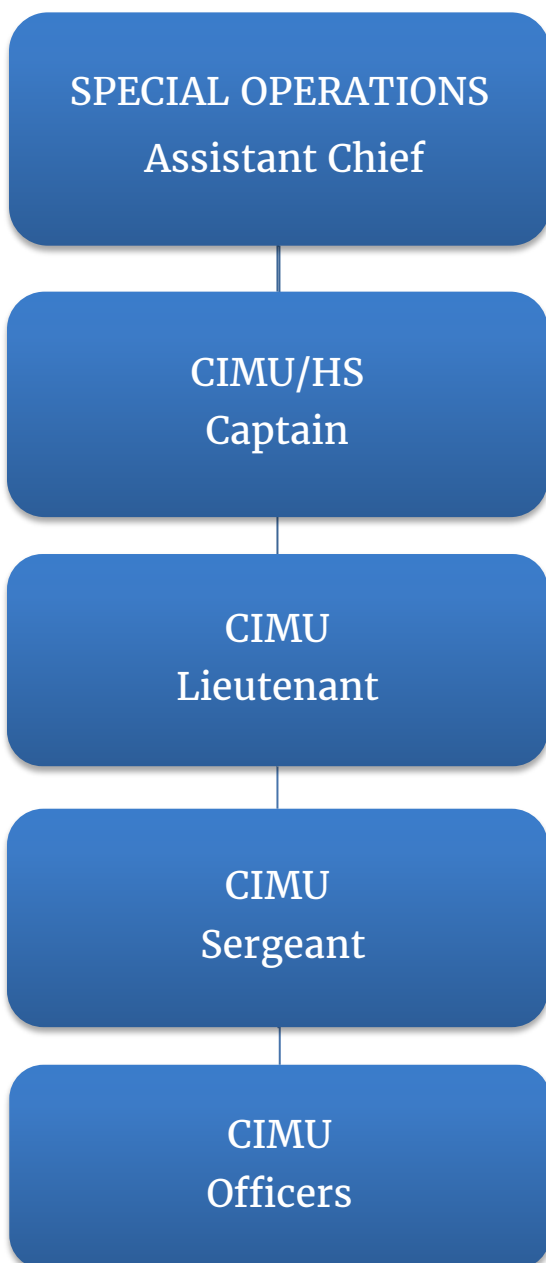 SPECIAL OPERATIONS
Assistant Chief
CIMU/HS
Captain
CIMU
Lieutenant
CIMU
Sergeant
CIMU
Officers